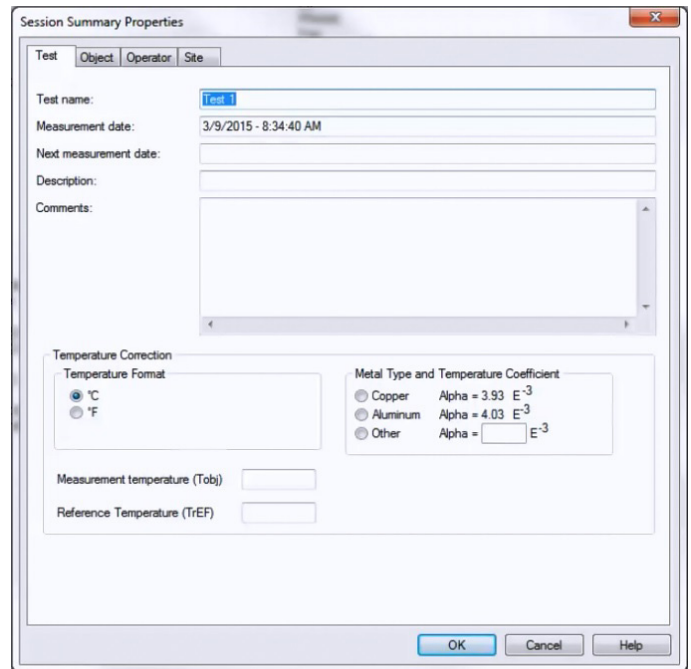 Session Summary Properties
Test Object Operator Site
Test name: Test 1
Measurement date: 3/9/2015 - 8:34:40 AM
Next measurement date:
Description:
Comments:
Temperature Correction
Temperature Format
°C
°F
Metal Type and Temperature Coefficient
Copper Alpha = 3.93 E-3
Aluminum Alpha = 4.03 E-3
Other Alpha = E-3
Measurement temperature (Tobj)
Reference Temperature (TrEF)
OK Cancel Help